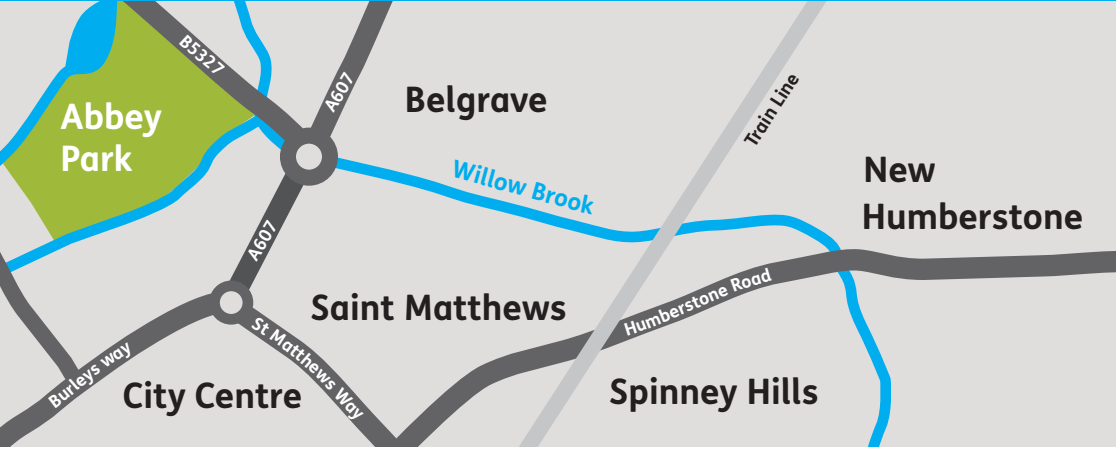 B5327
A607
Belgrave
Train Line
Abbey
Park
Willow Brook
New
Humberstone
A607
Saint Matthews
Humberstone Road
St Matthews Way
Burleys way
City Centre
Spinney Hills